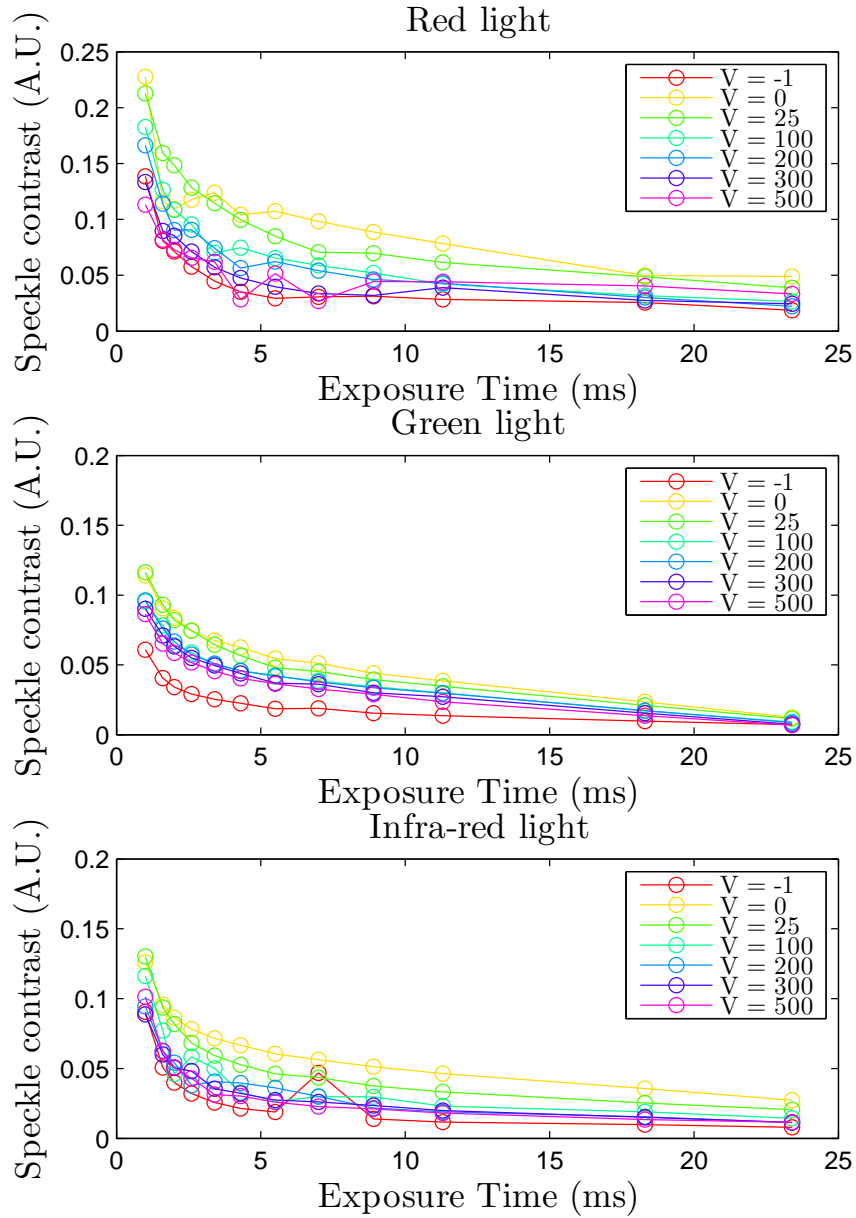 Red light
Speckle contrast (A.U.)
0.25
0.2
0.15
0.1
0.05
0
0 5 10 15 20 25
Exposure Time (ms)
V = -1
V = 0
V = 25
V = 100
V = 200
V = 300
V = 500
Green light
Speckle contrast (A.U.)
0.2
0.15
0.1
0.05
0
0 5 10 15 20 25
Exposure Time (ms)
V = -1
V = 0
V = 25
V = 100
V = 200
V = 300
V = 500
Infra-red light
Speckle contrast (A.U.)
0.2
0.15
0.1
0.05
0
0 5 10 15 20 25
Exposure Time (ms)
V = -1
V = 0
V = 25
V = 100
V = 200
V = 300
V = 500